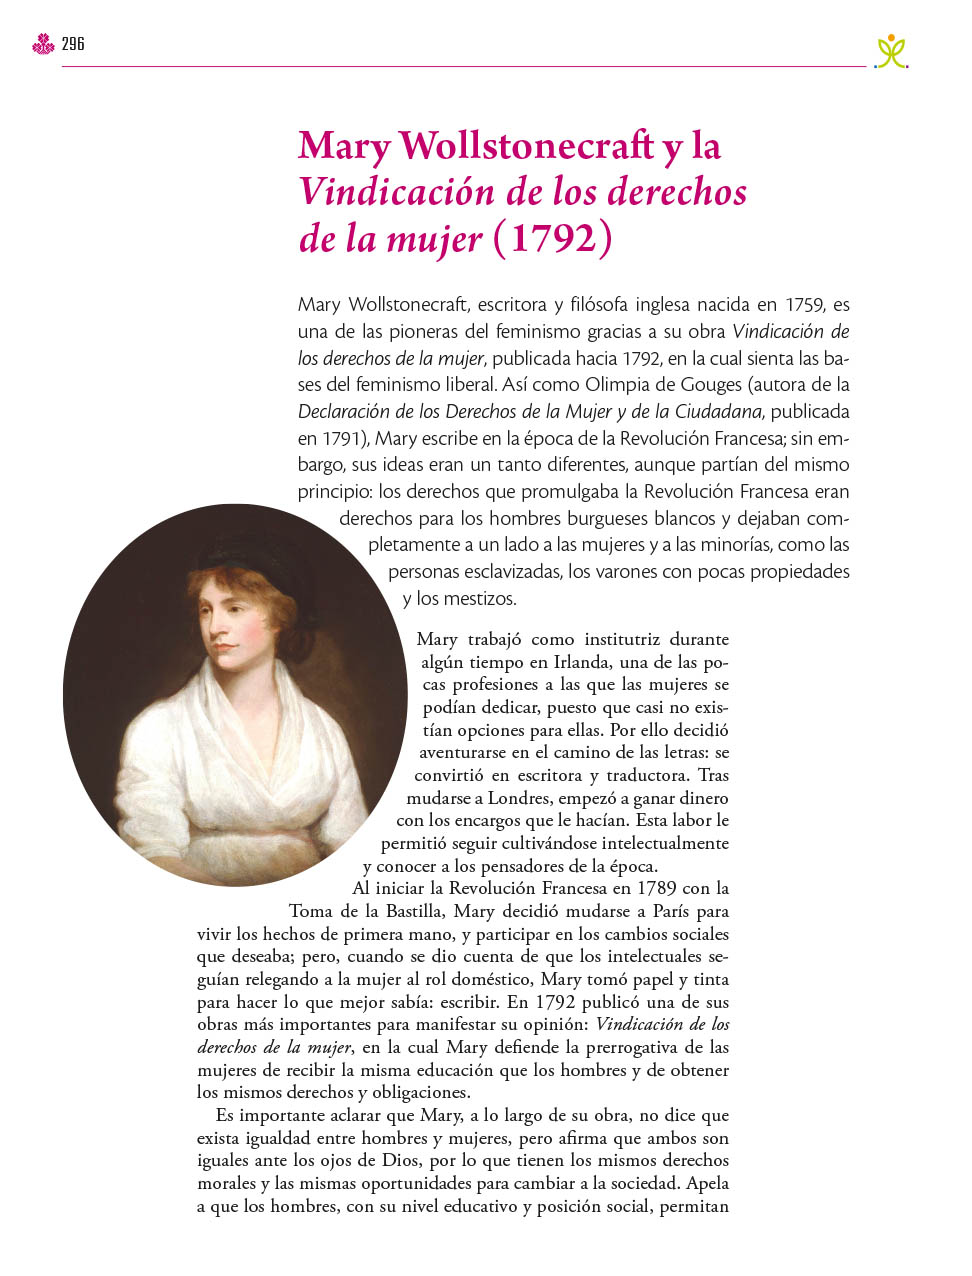 296
Mary Wollstonecraft y la
Vindicación de los derechos
de la mujer (1792)
Mary Wollstonecraft, escritora y filósofa inglesa nacida en 1759, es
una de las pioneras del feminismo gracias a su obra Vindicación de
los derechos de la mujer, publicada hacia 1792, en la cual sienta las ba-
ses del feminismo liberal. Así como Olimpia de Gouges (autora de la
Declaración de los Derechos de la Mujer y de la Ciudadana, publicada
en 1791), Mary escribe en la época de la Revolución Francesa; sin em-
bargo, sus ideas eran un tanto diferentes, aunque partían del mismo
principio: los derechos que promulgaba la Revolución Francesa eran
derechos para los hombres burgueses blancos y dejaban com-
pletamente a un lado a las mujeres y a las minorías, como las
personas esclavizadas, los varones con pocas propiedades
y los mestizos.
Mary trabajó como institutriz durante
algún tiempo en Irlanda, una de las po-
cas profesiones a las que las mujeres se
podían dedicar, puesto que casi no exis-
tían opciones para ellas. Por ello decidió
aventurarse en el camino de las letras: se
convirtió en escritora y traductora. Tras
mudarse a Londres, empezó a ganar dinero
con los encargos que le hacían. Esta labor le
permitió seguir cultivándose intelectualmente
y conocer a los pensadores de la época.
Al iniciar la Revolución Francesa en 1789 con la
Toma de la Bastilla, Mary decidió mudarse a París para
vivir los hechos de primera mano, y participar en los cambios sociales
que deseaba; pero, cuando se dio cuenta de que los intelectuales se-
guían relegando a la mujer al rol doméstico, Mary tomó papel y tinta
para hacer lo que mejor sabía: escribir. En 1792 publicó una de sus
obras más importantes para manifestar su opinión: Vindicación de los
derechos de la mujer, en la cual Mary defiende la prerrogativa de las
mujeres de recibir la misma educación que los hombres y de obtener
los mismos derechos y obligaciones.
Es importante aclarar que Mary, a lo largo de su obra, no dice que
exista igualdad entre hombres y mujeres, pero afirma que ambos son
iguales ante los ojos de Dios, por lo que tienen los mismos derechos
morales y las mismas oportunidades para cambiar a la sociedad. Apela
a que los hombres, con su nivel educativo y posición social, permitan